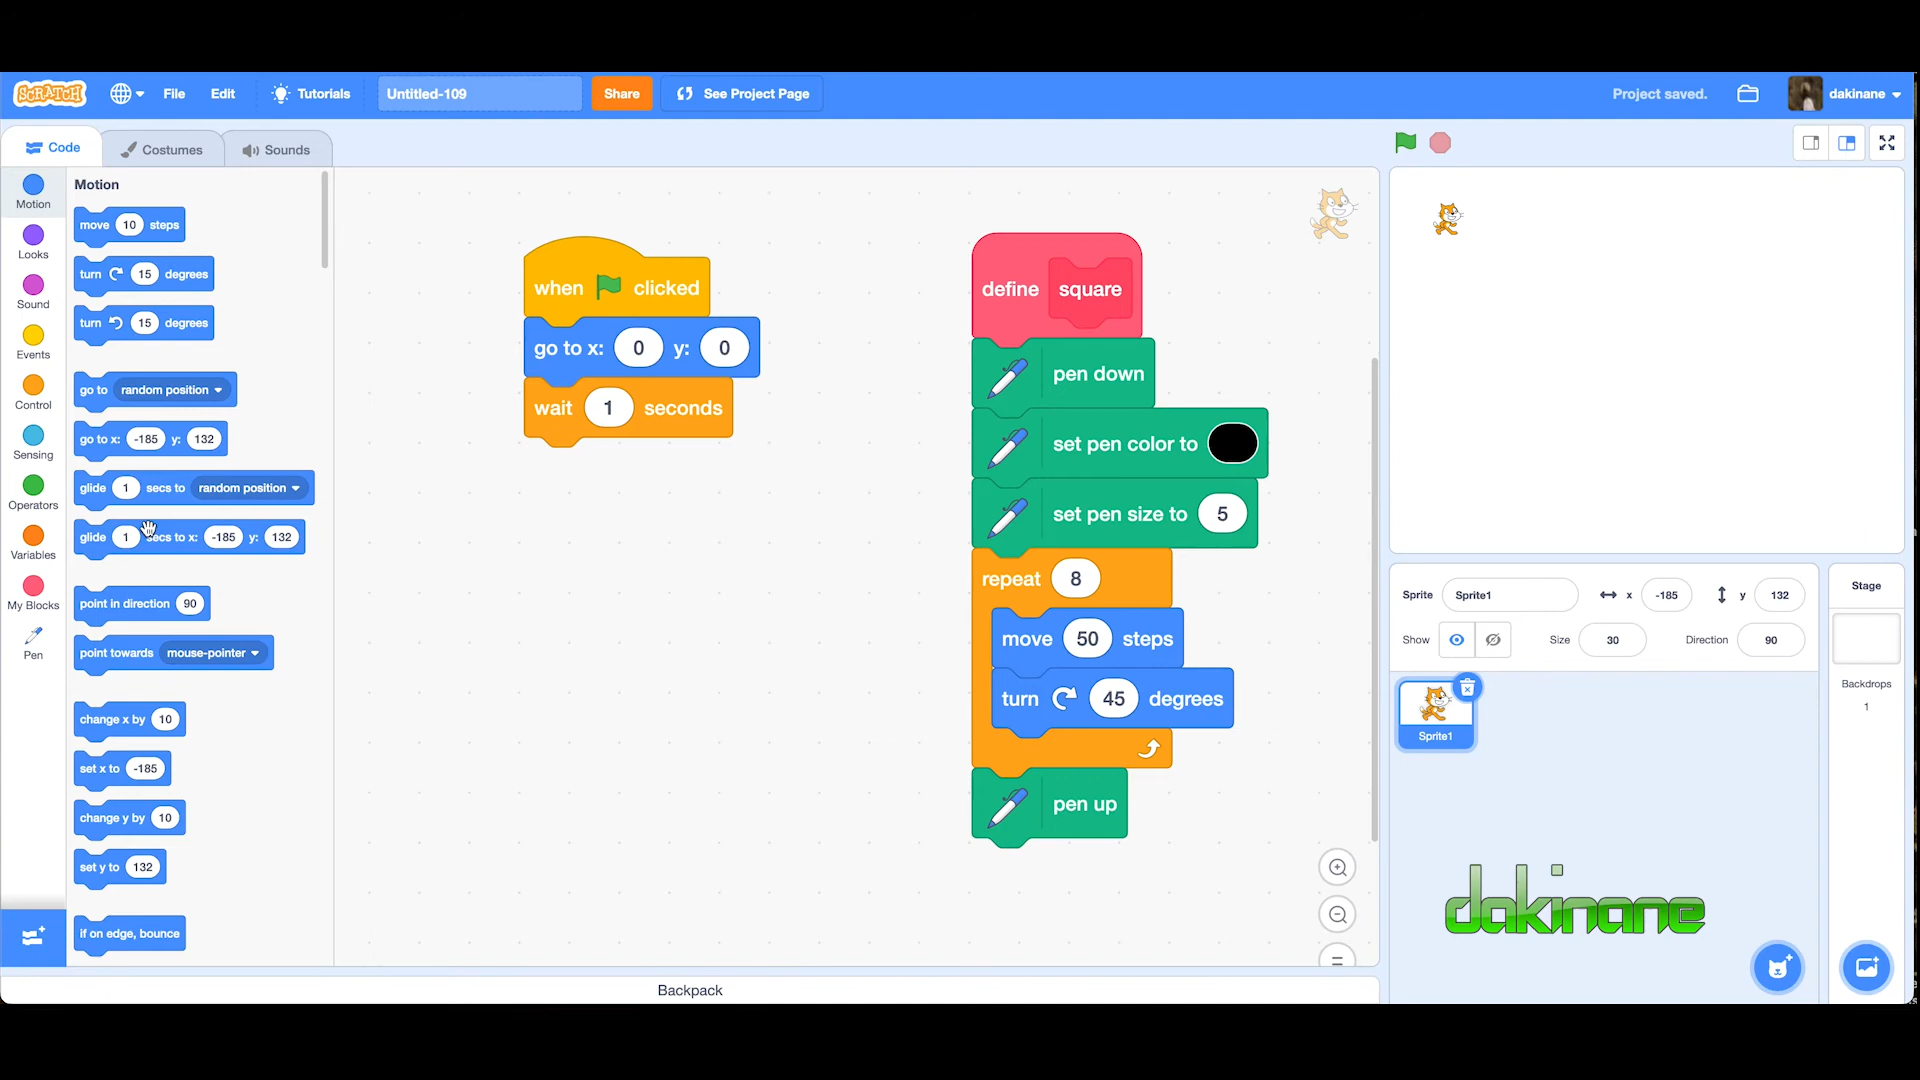 SCRATCH File Edit Tutorials Untitled-109 Share See Project Page Project saved. dakinane
Code Costumes Sounds
Motion
Looks
Sound
Events
Control
Sensing
Operators
Variables
My Blocks
Pen
Motion
move 10 steps
turn 15 degrees
turn 15 degrees
go to random position
go to x: -185 y: 132
glide 1 secs to random position
glide 1 secs to x: -185 y: 132
point in direction 90
point towards mouse-pointer
change x by 10
set x to -185
change y by 10
set y to 132
if on edge, bounce
when clicked
go to x: 0 y: 0
wait 1 seconds
define square
pen down
set pen color to
set pen size to 5
repeat 8
move 50 steps
turn 45 degrees
pen up
Backpack
Sprite Sprite1 x -185 y 132
Show Size 30 Direction 90
Sprite1
Stage
Backdrops
1
dakinane